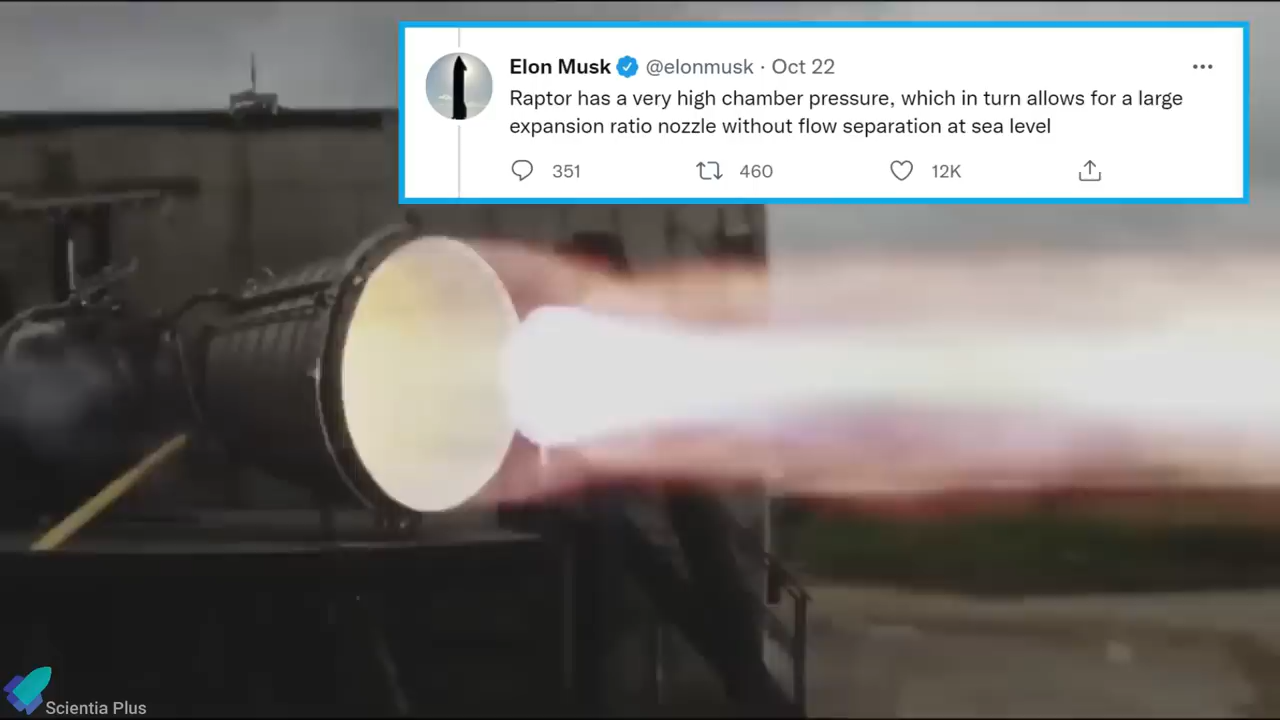 Elon Musk @elonmusk · Oct 22
Raptor has a very high chamber pressure, which in turn allows for a large
expansion ratio nozzle without flow separation at sea level
351 460 12K
Scientia Plus